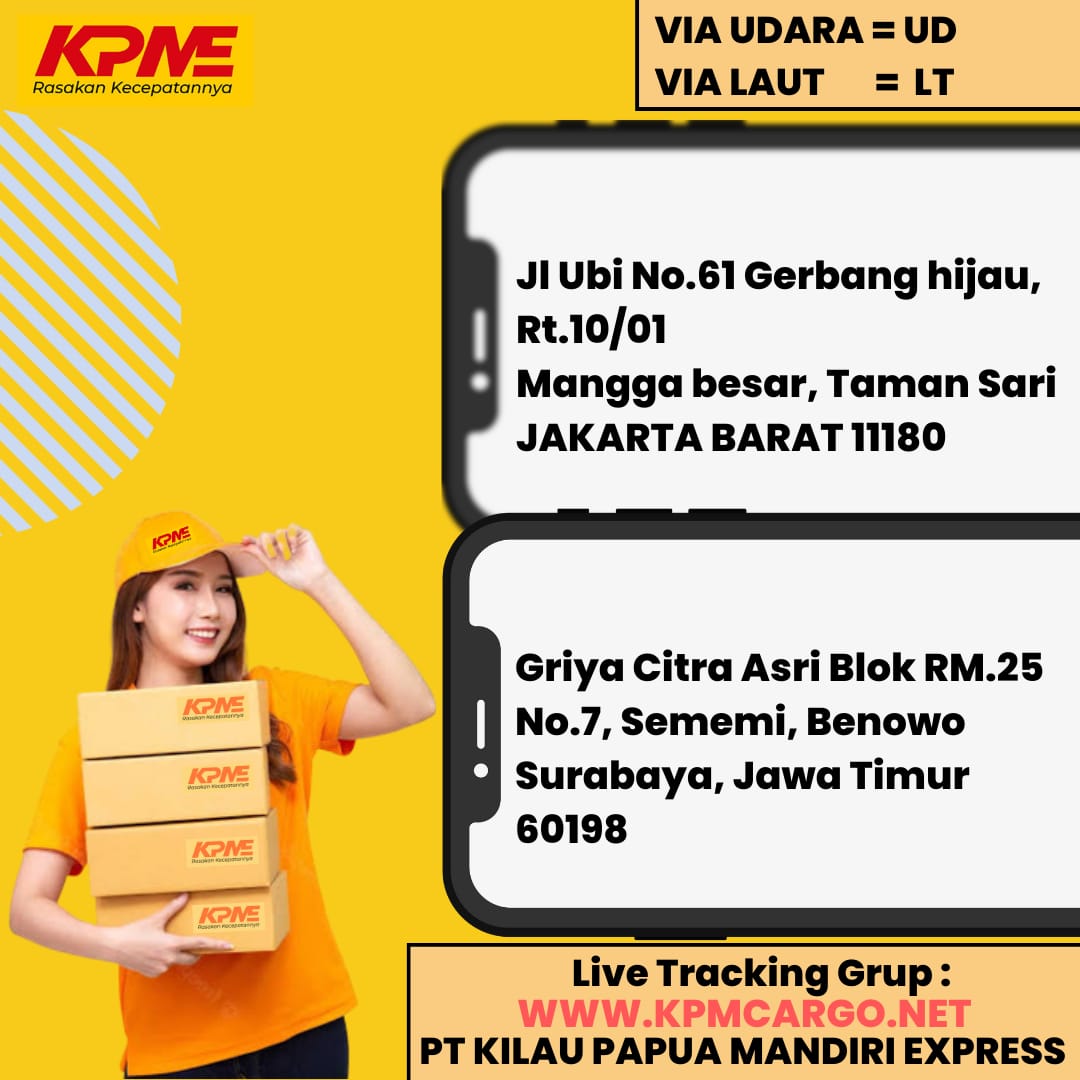 KPME
Rasakan Kecepatannya
VIA UDARA = UD
VIA LAUT = LT
Jl Ubi No.61 Gerbang hijau,
Rt.10/01
Mangga besar, Taman Sari
JAKARTA BARAT 11180
KPME
Griya Citra Asri Blok RM.25
No.7, Sememi, Benowo
Surabaya, Jawa Timur
60198
KPME
Rasakan Kecepatannya
KPME
Rasakan Kecepatannya
KPME
Rasakan Kecepatannya
KPME
Rasakan Kecepatannya
Live Tracking Grup :
WWW.KPMCARGO.NET
PT KILAU PAPUA MANDIRI EXPRESS